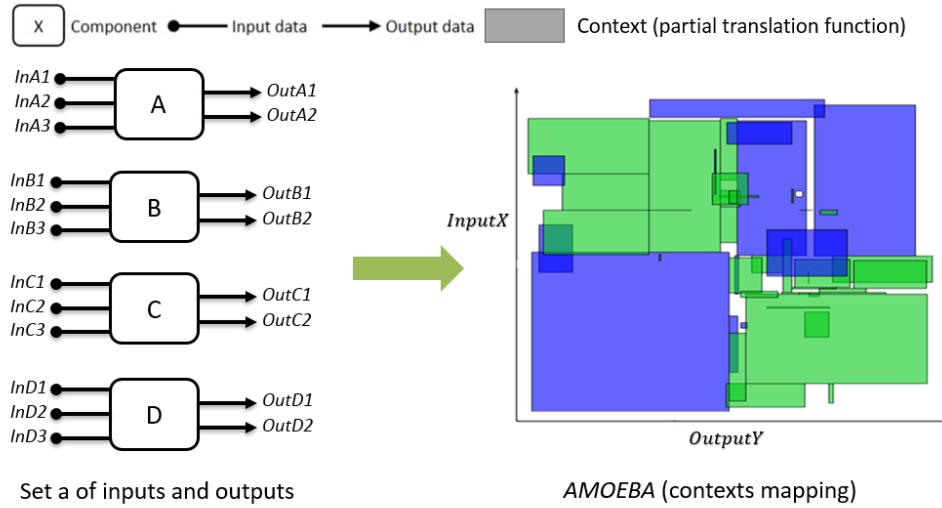 X Component Input data Output data Context (partial translation function)
InA1
InA2
InA3
A
OutA1
OutA2
InB1
InB2
InB3
B
OutB1
OutB2
InC1
InC2
InC3
C
OutC1
OutC2
InD1
InD2
InD3
D
OutD1
OutD2
Set a of inputs and outputs
InputX
OutputY
AMOEBA (contexts mapping)